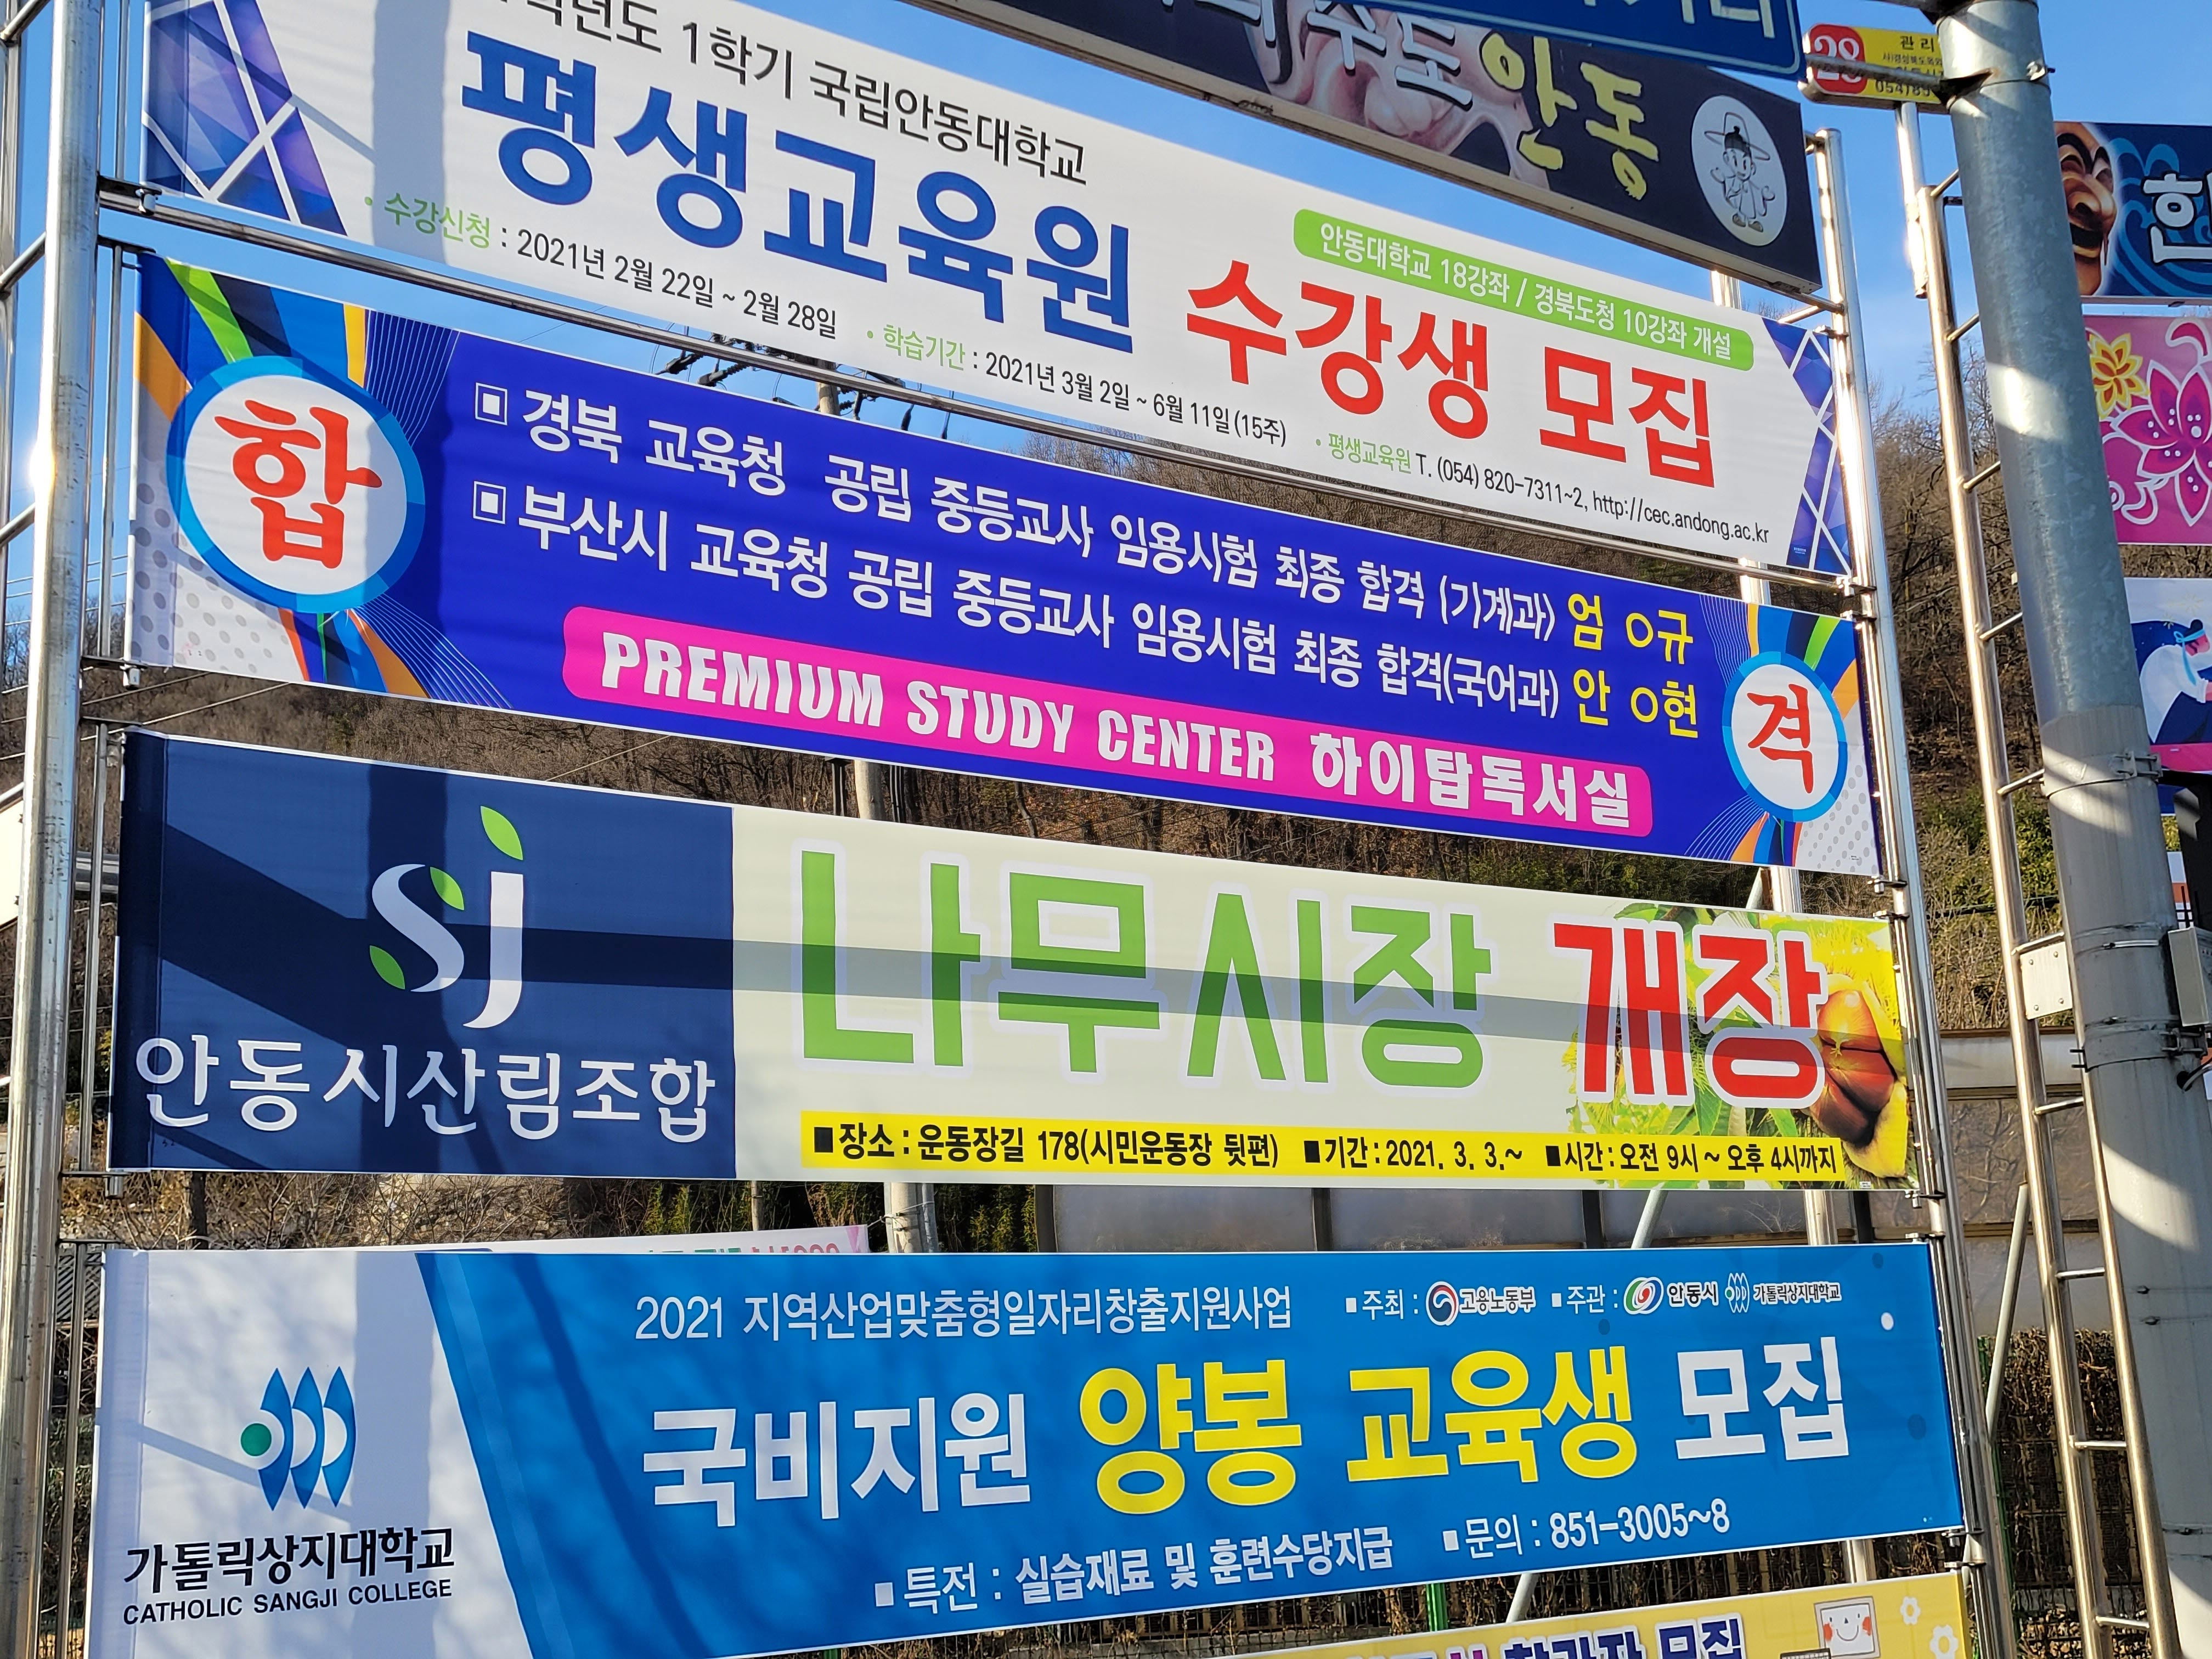 수도 안동
28
관리
학년도 1학기 국립안동대학교
평생교육원 수강생 모집
안동대학교 18강좌 / 경북도청 10강좌 개설
• 수강신청 : 2021년 2월 22일 ~ 2월 28일 • 학습기간 : 2021년 3월 2일 ~ 6월 11일 (15주) • 평생교육원 T. (054) 820-7311~2, http://cec.andong.ac.kr
합
▣ 경북 교육청 공립 중등교사 임용시험 최종 합격 (기계과) 엄 O규
▣ 부산시 교육청 공립 중등교사 임용시험 최종 합격(국어과) 안 O현
PREMIUM STUDY CENTER 하이탑독서실
격
sj
안동시산림조합
나무시장 개장
■장소 : 운동장길 178(시민운동장 뒷편) ■기간 : 2021. 3. 3.~ ■시간 : 오전 9시 ~ 오후 4시까지
가톨릭상지대학교
CATHOLIC SANGJI COLLEGE
2021 지역산업맞춤형일자리창출지원사업 ▪주최 : 고용노동부 ▪주관 : 안동시 가톨릭상지대학교
국비지원 양봉 교육생 모집
▪특전 : 실습재료 및 훈련수당지급 ▪문의 : 851-3005~8
모집